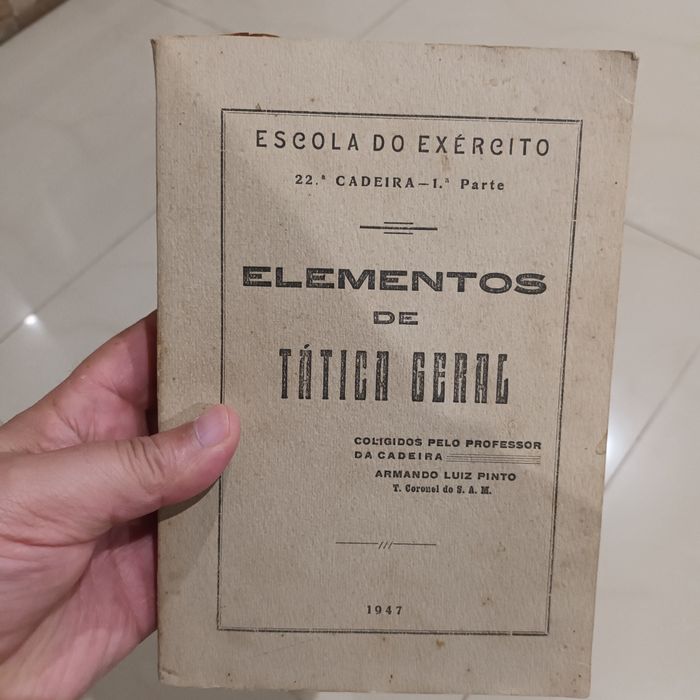 ESCOLA DO EXÉRCITO
22.ª CADEIRA—1.ª Parte
ELEMENTOS
DE
TÁTICA GERAL
COLIGIDOS PELO PROFESSOR
DA CADEIRA
ARMANDO LUIZ PINTO
T. Coronel do S. A. M.
1947